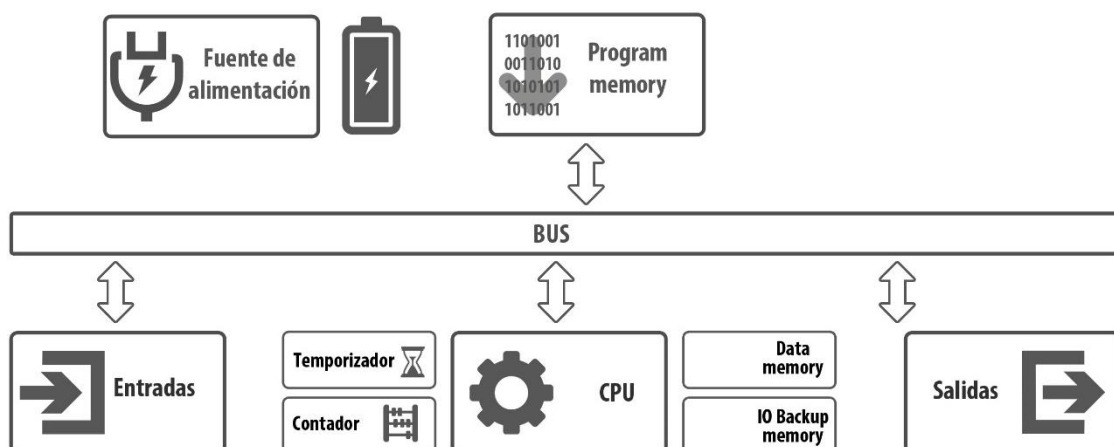 Fuente de
alimentación
1101001
0011010
1010101
1011001
Program
memory
BUS
Entradas
Temporizador
Contador
CPU
Data
memory
IO Backup
memory
Salidas